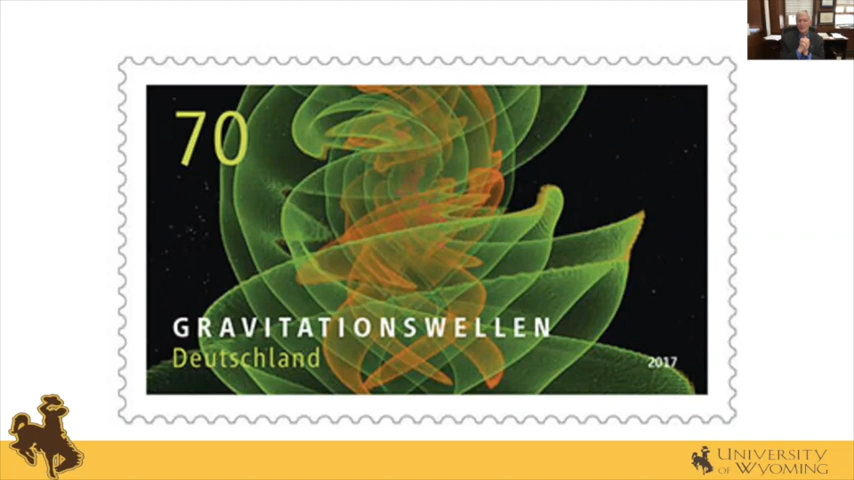 70
GRAVITATIONSWELLEN
Deutschland
2017
UNIVERSITY
OF WYOMING